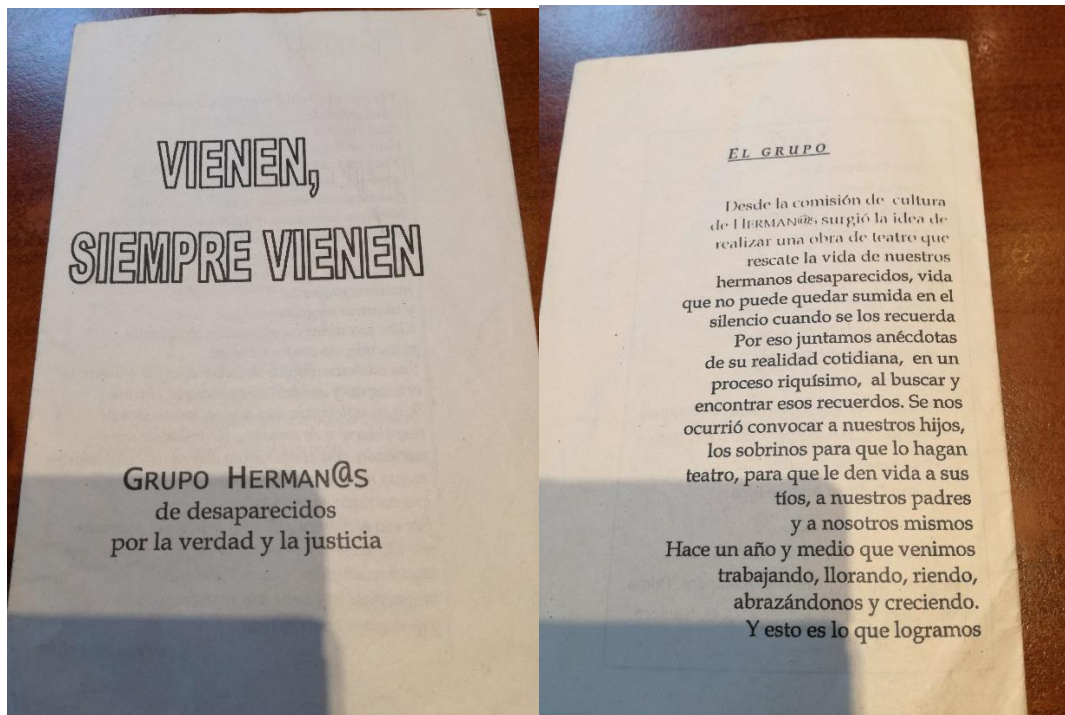 VIENEN,
SIEMPRE VIENEN
GRUPO HERMAN@S
de desaparecidos
por la verdad y la justicia
EL GRUPO
Desde la comisión de cultura
de HERMAN@S, surgió la idea de
realizar una obra de teatro que
rescate la vida de nuestros
hermanos desaparecidos, vida
que no puede quedar sumida en el
silencio cuando se los recuerda
Por eso juntamos anécdotas
de su realidad cotidiana, en un
proceso riquísimo, al buscar y
encontrar esos recuerdos. Se nos
ocurrió convocar a nuestros hijos,
los sobrinos para que lo hagan
teatro, para que le den vida a sus
tíos, a nuestros padres
y a nosotros mismos
Hace un año y medio que venimos
trabajando, llorando, riendo,
abrazándonos y creciendo.
Y esto es lo que logramos